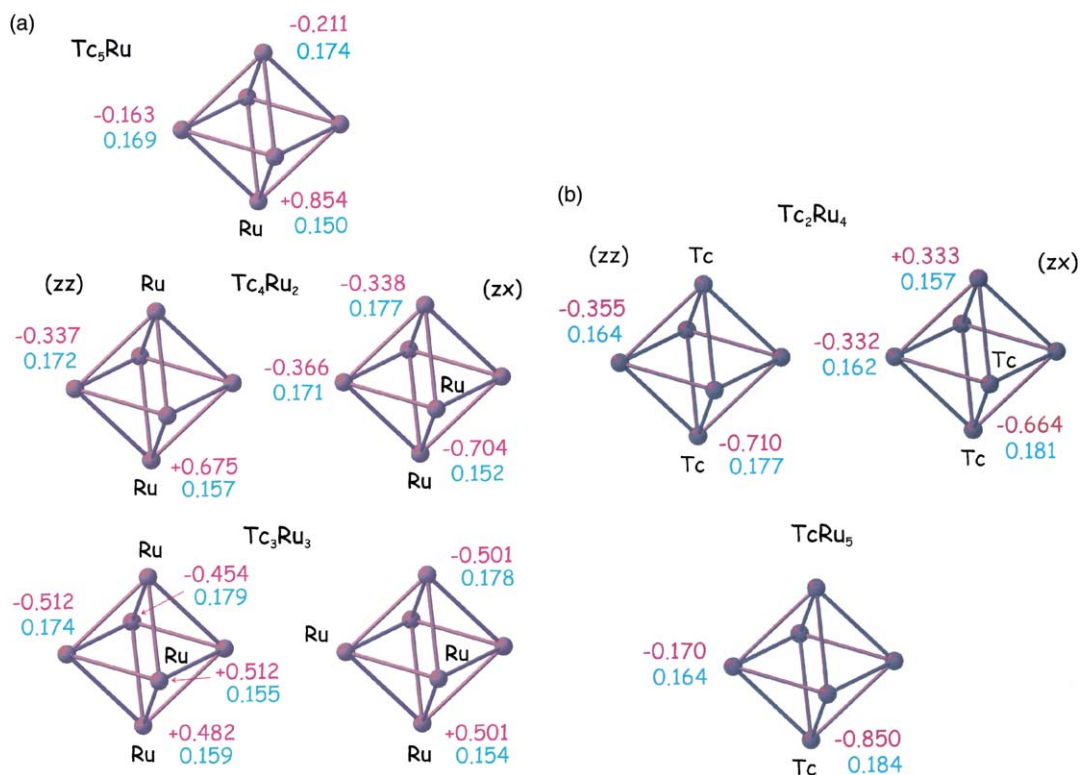 (a)
Tc₅Ru
-0.211
0.174
-0.163
0.169
+0.854
0.150
Ru
(zz)
Tc₄Ru₂
(zx)
Ru
-0.337
0.172
+0.675
0.157
Ru
-0.338
0.177
-0.366
0.171
Ru
-0.704
0.152
Tc₃Ru₃
Ru
-0.454
0.179
-0.512
0.174
Ru
+0.512
0.155
+0.482
0.159
Ru
-0.501
0.178
Ru
Ru
+0.501
0.154
Ru
(b)
Tc₂Ru₄
(zz)
Tc
-0.355
0.164
-0.710
0.177
Tc
+0.333
0.157
(zx)
-0.332
0.162
Tc
-0.664
0.181
Tc
TcRu₅
-0.170
0.164
-0.850
0.184
Tc